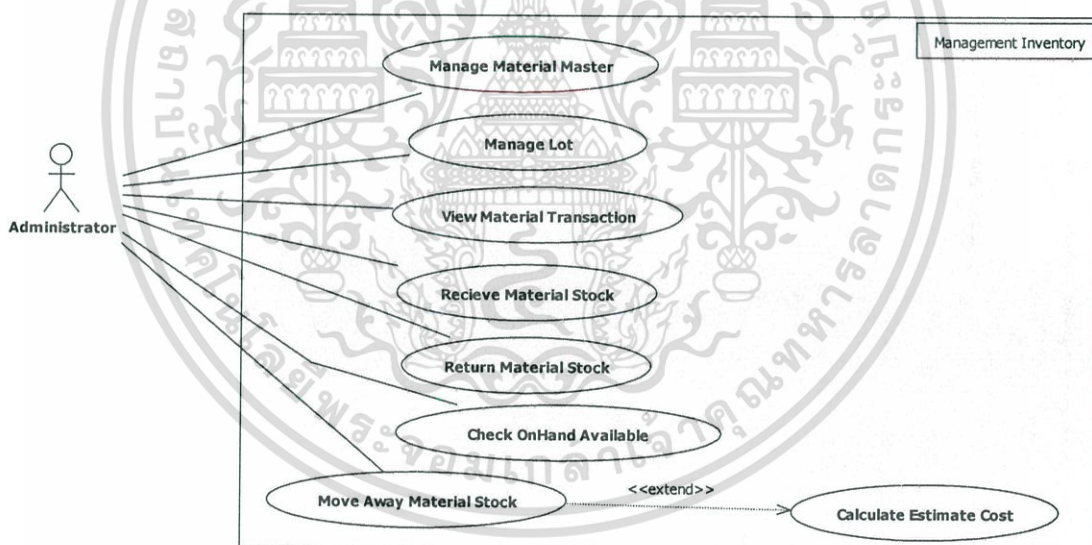 Management Inventory
Manage Material Master
Manage Lot
View Material Transaction
Administrator
Recieve Material Stock
Return Material Stock
Check OnHand Available
<<extend>>
Move Away Material Stock
Calculate Estimate Cost